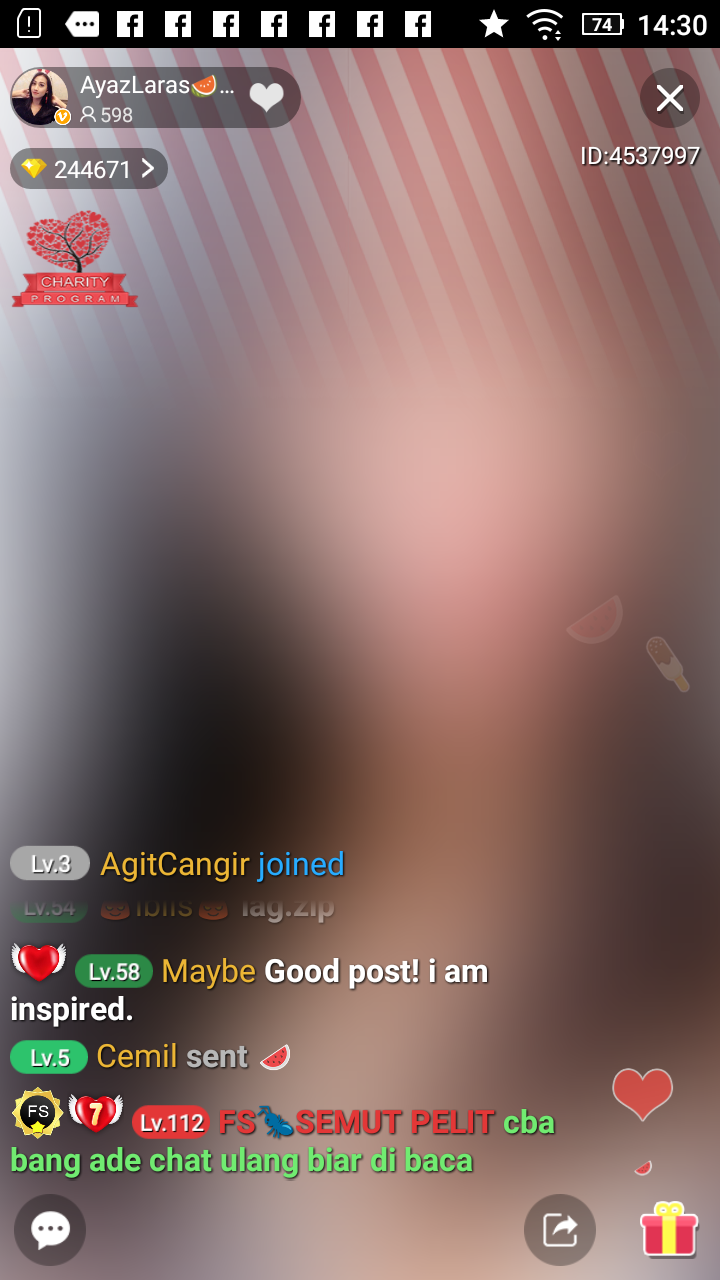 74 14:30
AyazLaras🍉...
598
244671
ID:4537997
CHARITY
PROGRAM
Lv.3 AgitCangir joined
Lv.54 iblis lag.zip
Lv.58 Maybe Good post! i am
inspired.
Lv.5 Cemil sent 🍉
FS 7 Lv.112 FS🐜SEMUT PELIT cba
bang ade chat ulang biar di baca